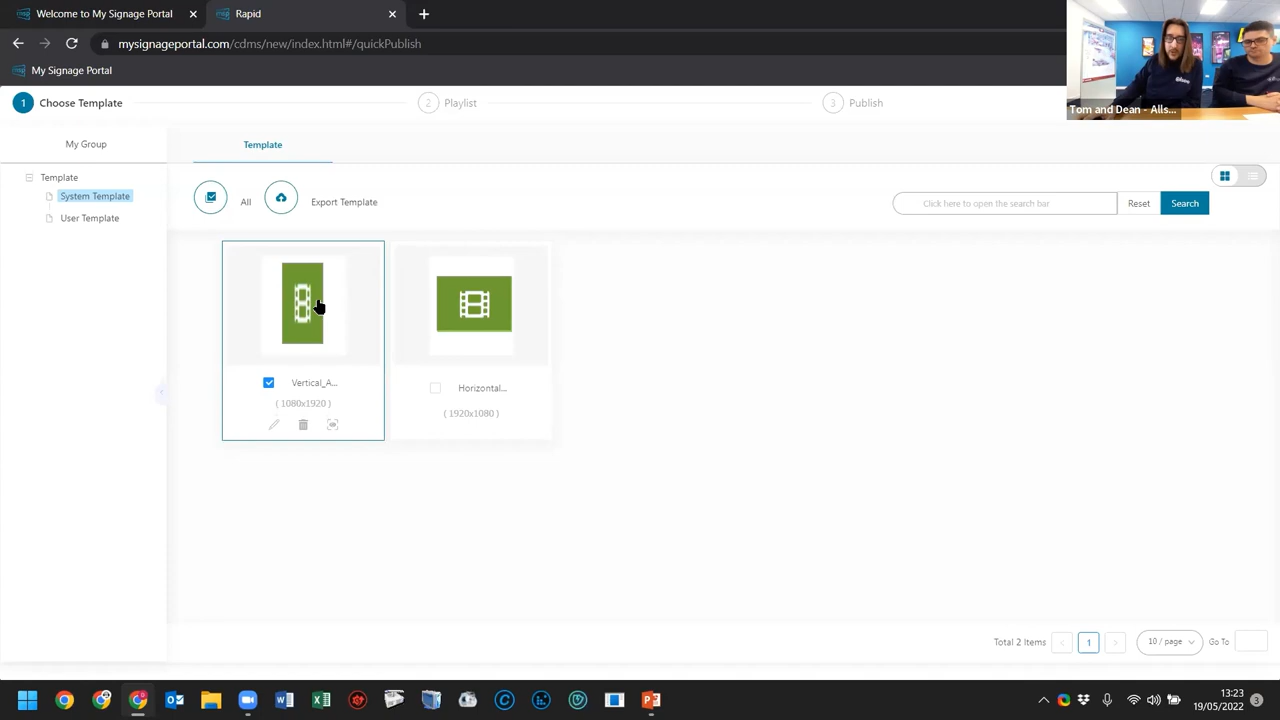 Welcome to My Signage Portal
Rapid
mysignageportal.com/cdms/new/index.html#/quickPublish
My Signage Portal
Tom and Dean - Alls...
1 Choose Template
2 Playlist
3 Publish
My Group
Template
Template
System Template
User Template
All
Export Template
Click here to open the search bar
Reset
Search
Vertical_A...
Horizontal...
( 1080x1920 )
( 1920x1080 )
Total 2 Items
1
10 / page
Go To
13:23
19/05/2022
3